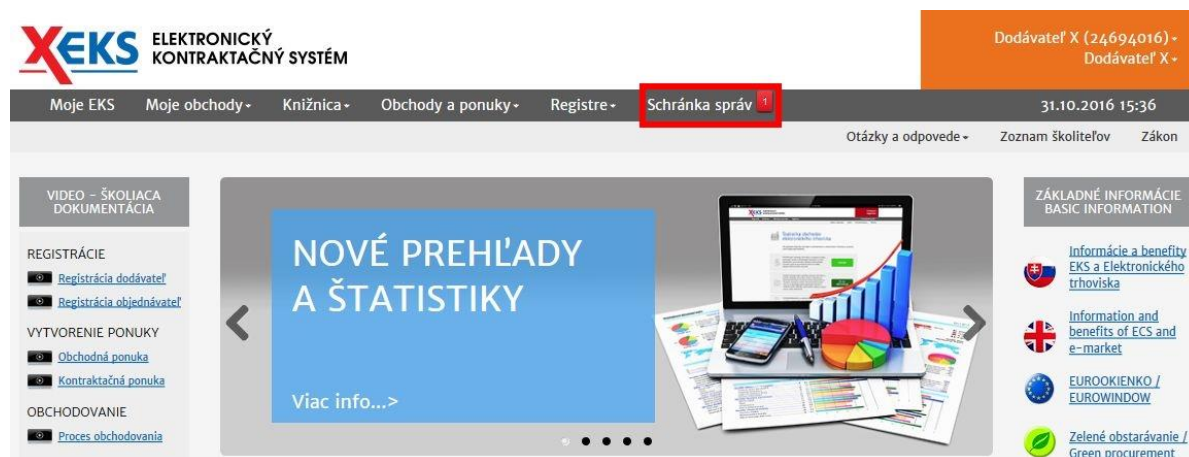 XEKS ELEKTRONICKÝ
KONTRAKTAČNÝ SYSTÉM
Dodávateľ X (24694016)
Dodávateľ X
Moje EKS Moje obchody Knižnica Obchody a ponuky Registre Schránka správ 1 31.10.2016 15:36
Otázky a odpovede Zoznam školiteľov Zákon
VIDEO - ŠKOLIACA
DOKUMENTÁCIA
REGISTRÁCIE
Registrácia dodávateľ
Registrácia objednávateľ
VYTVORENIE PONUKY
Obchodná ponuka
Kontraktačná ponuka
OBCHODOVANIE
Proces obchodovania
NOVÉ PREHĽADY
A ŠTATISTIKY
Viac info...>
ZÁKLADNÉ INFORMÁCIE
BASIC INFORMATION
Informácie a benefity
EKS a Elektronického
trhoviska
Information and
benefits of ECS and
e-market
EUROOKIENKO /
EUROWINDOW
Zelené obstarávanie /
Green procurement